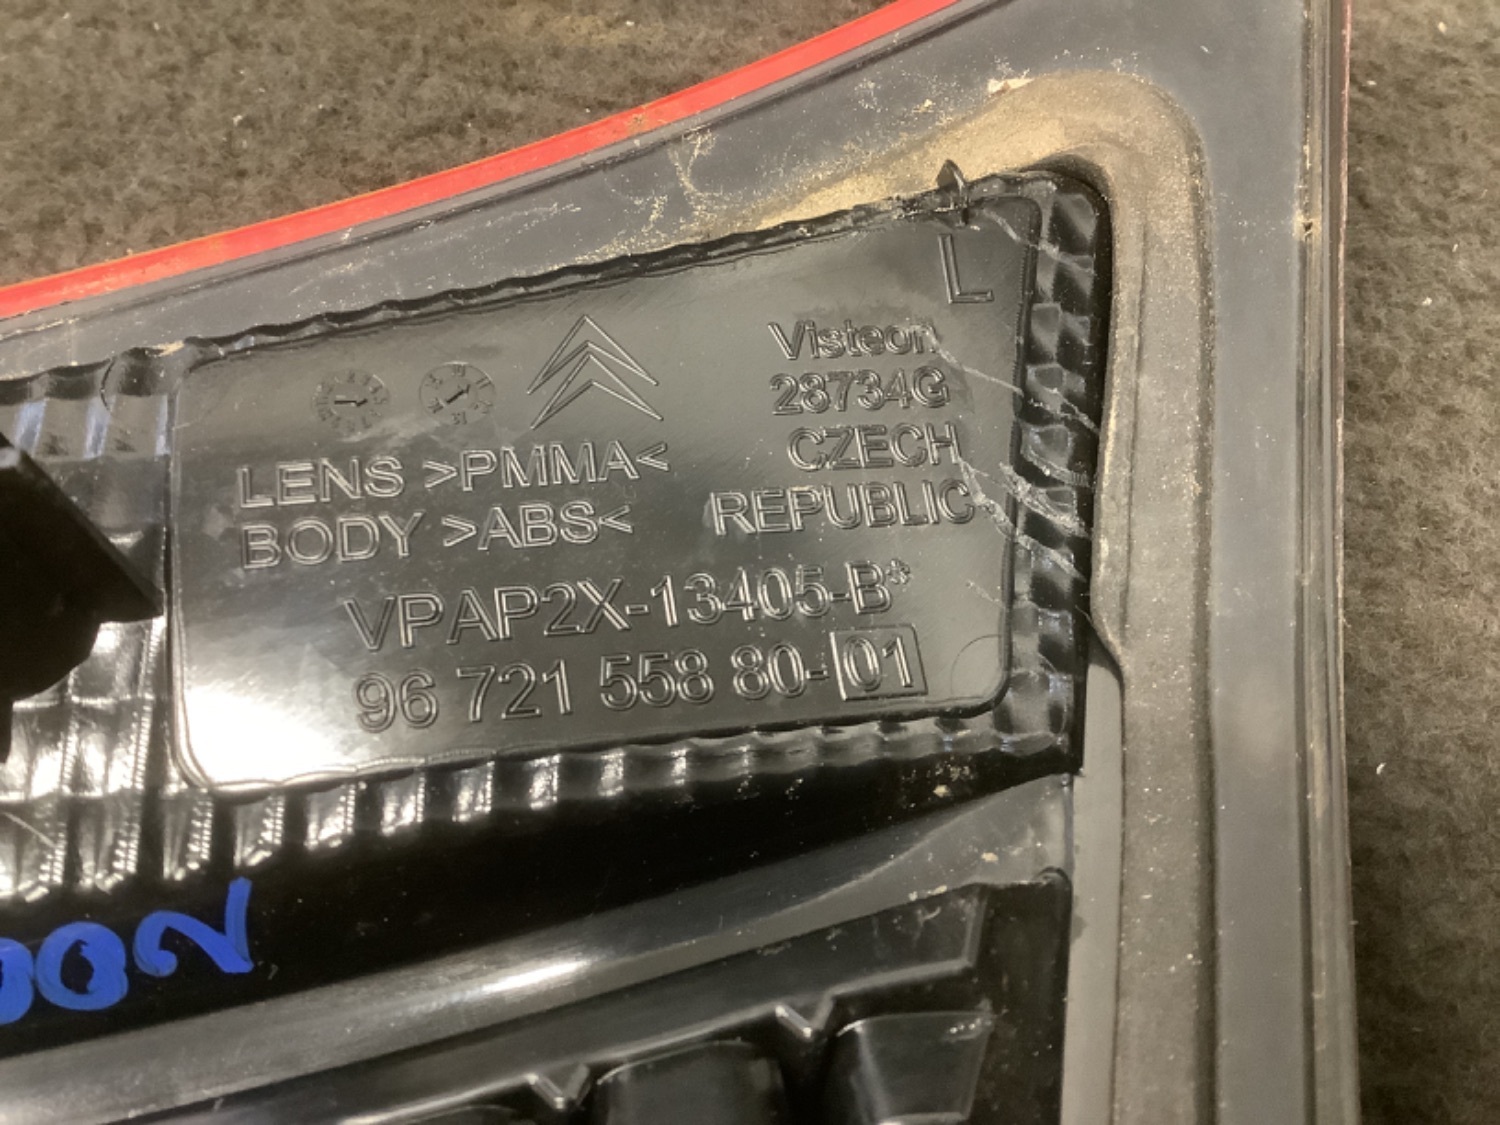 L
Visteon
28734G
CZECH
REPUBLIC
LENS >PMMA<
BODY >ABS<
VPAP2X-13405-B*
96 721 558 80-01